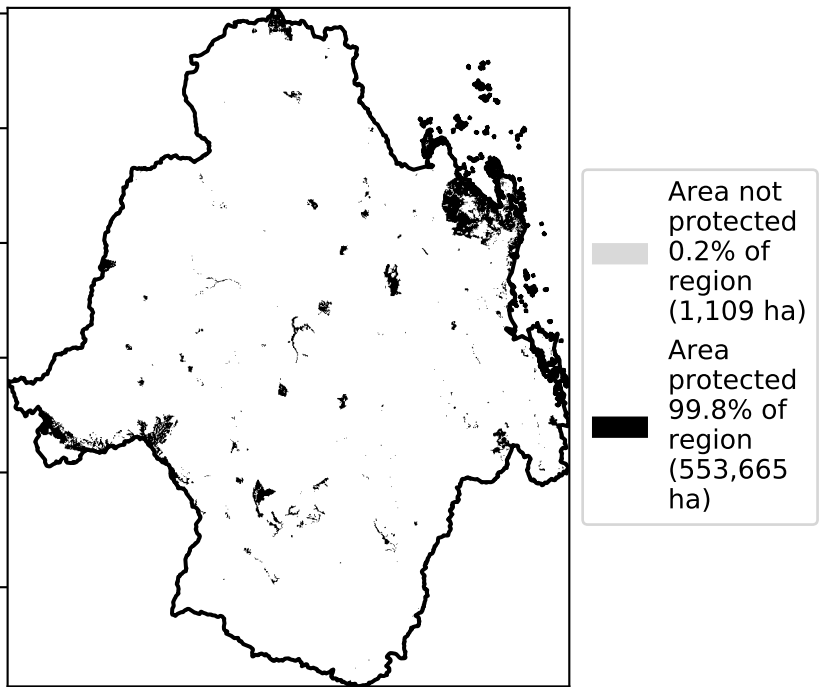 Area not
protected
0.2% of
region
(1,109 ha)
Area
protected
99.8% of
region
(553,665
ha)